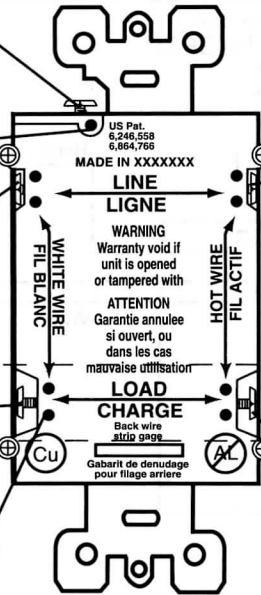 US Pat.
6,246,558
6,864,766
MADE IN XXXXXXX
LINE
LIGNE
WHITE WIRE
FIL BLANC
WARNING
Warranty void if
unit is opened
or tampered with
ATTENTION
Garantie annulee
si ouvert, ou
dans les cas
mauvaise utilisation
HOT WIRE
FIL ACTIF
LOAD
CHARGE
Back wire
strip gage
Cu
AL
Gabarit de denudage
pour filage arriere